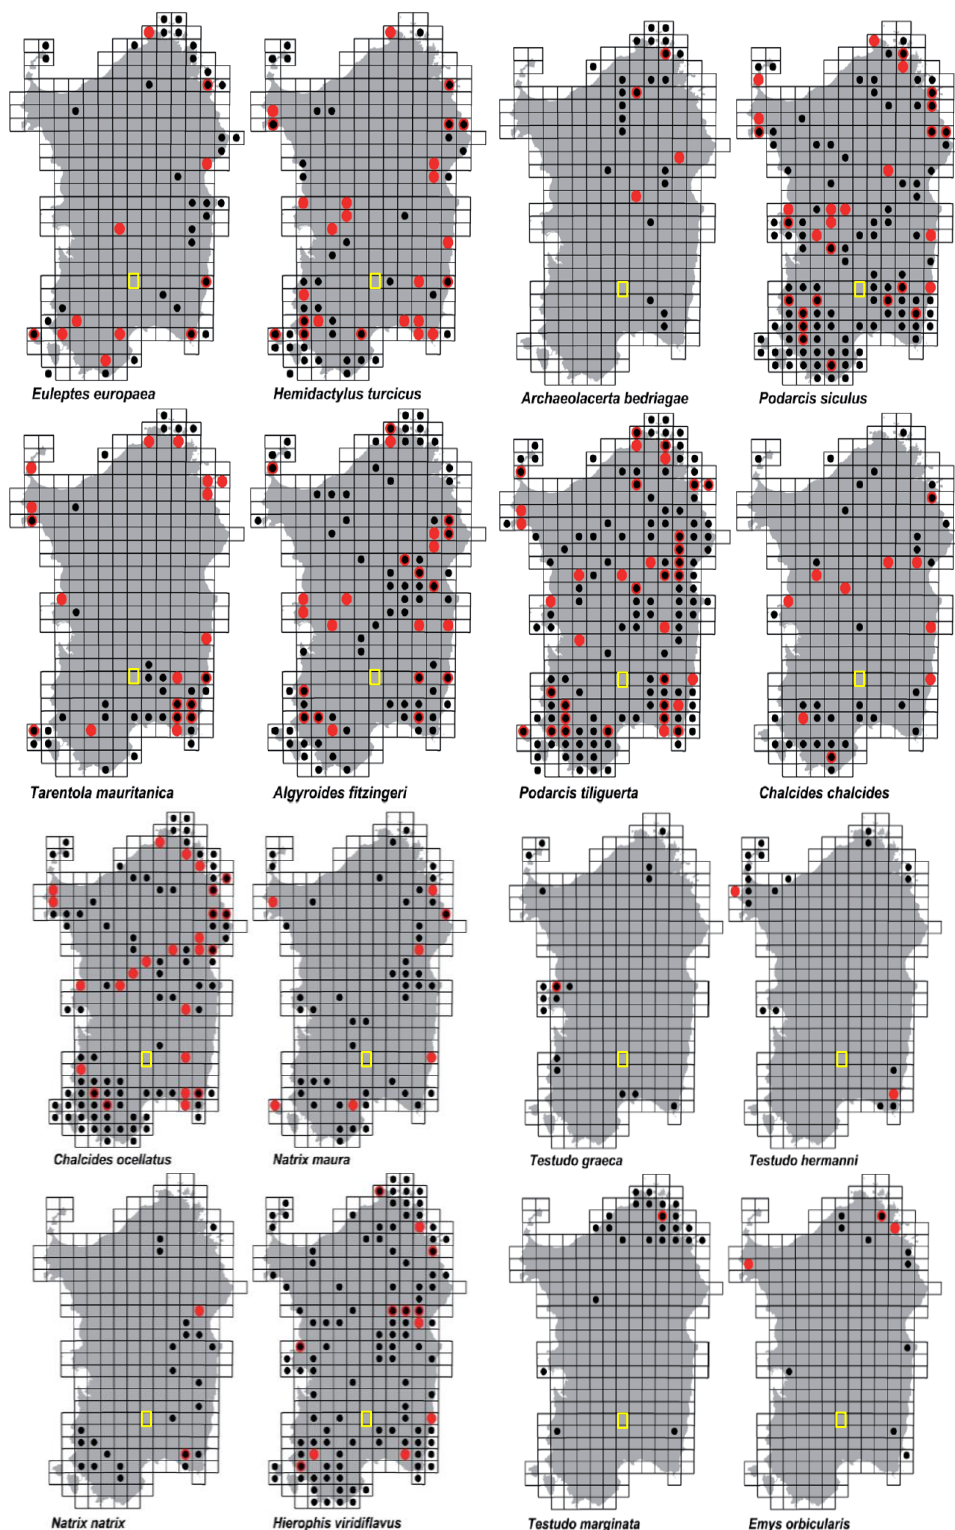 Euleptes europaea
Hemidactylus turcicus
Archaeolacerta bedriagae
Podarcis siculus
Tarentola mauritanica
Algyroides fitzingeri
Podarcis tiliguerta
Chalcides chalcides
Chalcides ocellatus
Natrix maura
Testudo graeca
Testudo hermanni
Natrix natrix
Hierophis viridiflavus
Testudo marginata
Emys orbicularis